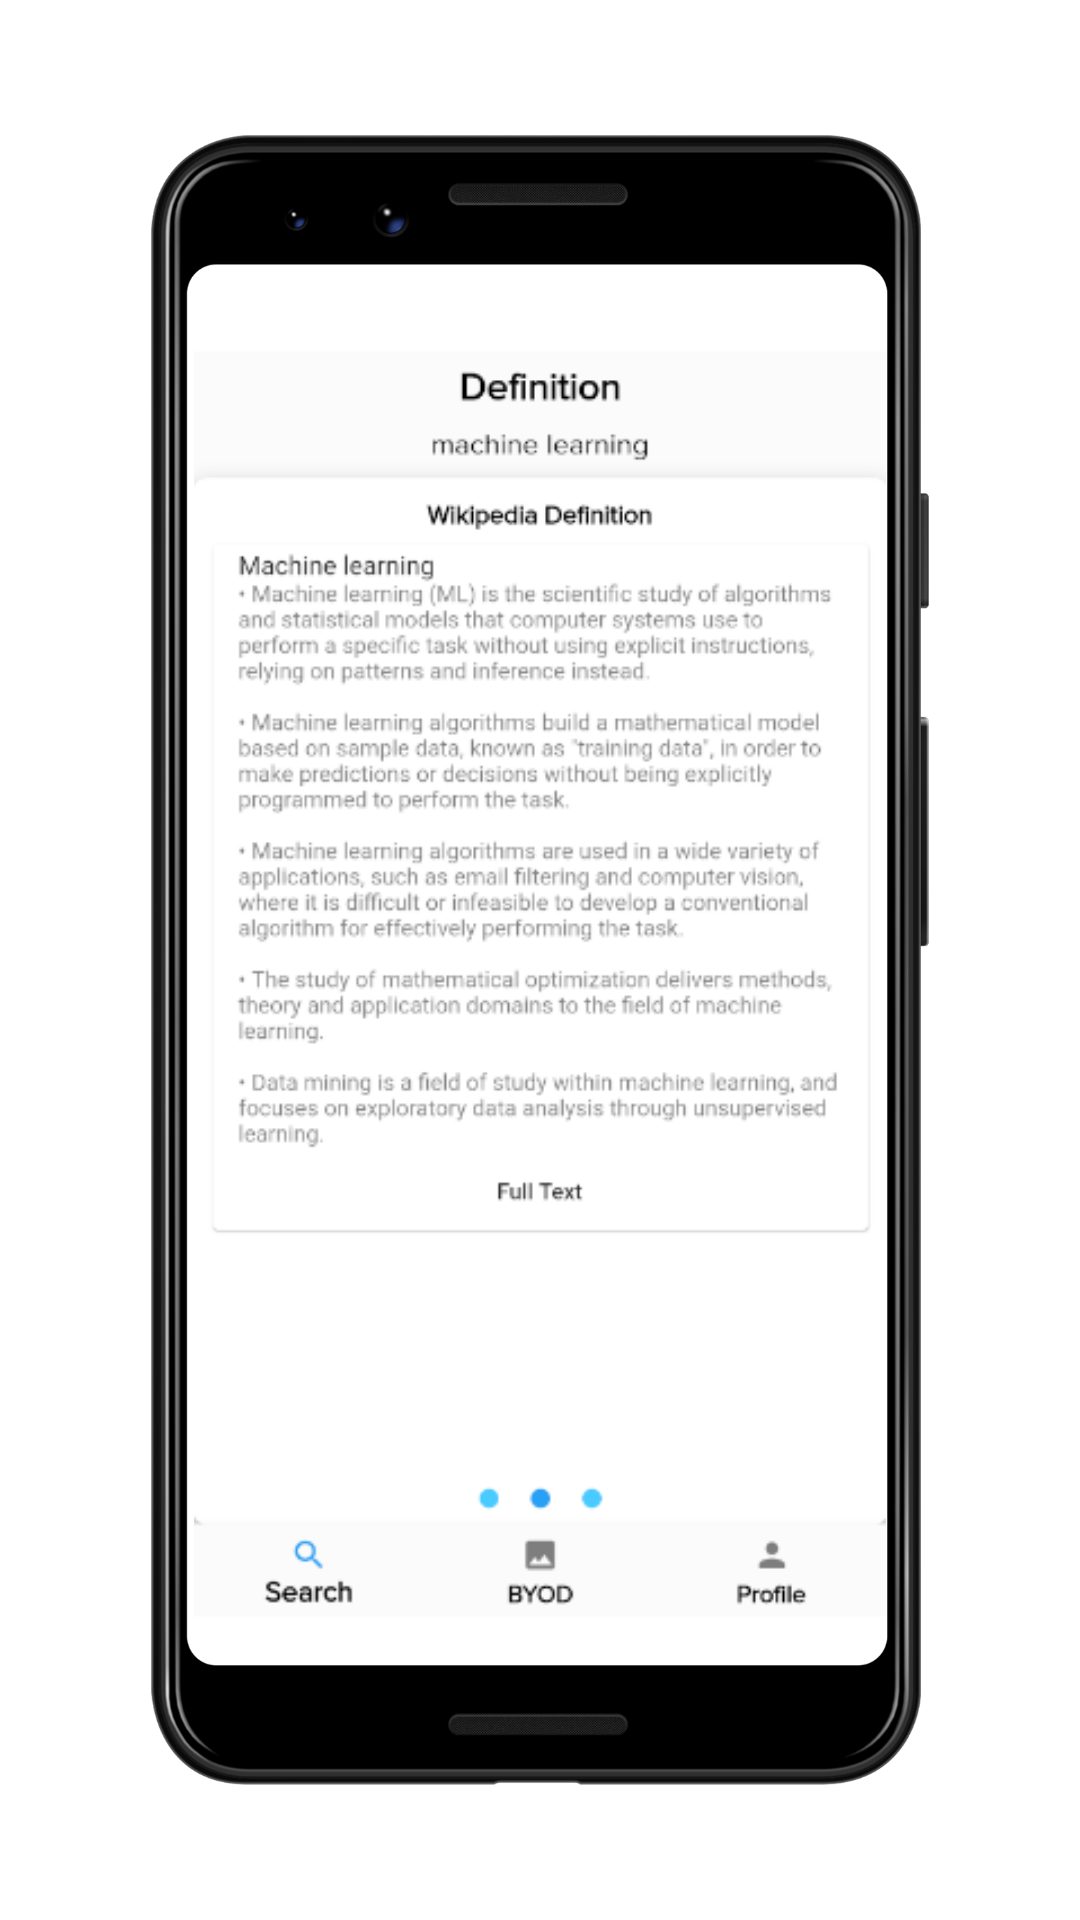 Definition
machine learning
Wikipedia Definition
Machine learning
• Machine learning (ML) is the scientific study of algorithms
and statistical models that computer systems use to
perform a specific task without using explicit instructions,
relying on patterns and inference instead.
• Machine learning algorithms build a mathematical model
based on sample data, known as "training data", in order to
make predictions or decisions without being explicitly
programmed to perform the task.
• Machine learning algorithms are used in a wide variety of
applications, such as email filtering and computer vision,
where it is difficult or infeasible to develop a conventional
algorithm for effectively performing the task.
• The study of mathematical optimization delivers methods,
theory and application domains to the field of machine
learning.
• Data mining is a field of study within machine learning, and
focuses on exploratory data analysis through unsupervised
learning.
Full Text
Search BYOD Profile